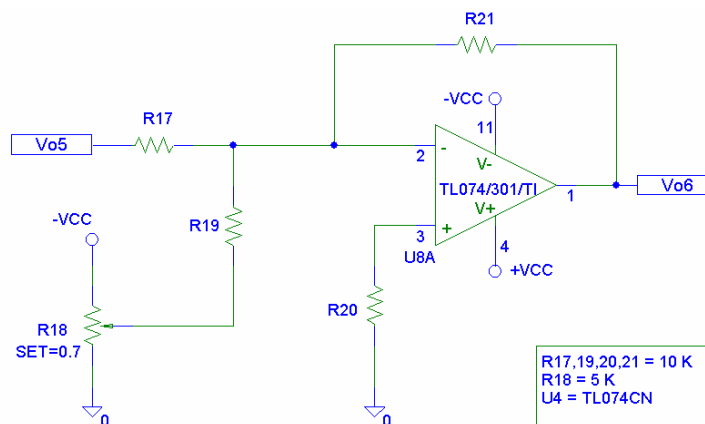 R21
-VCC
R17
11
Vo5
2
-
V-
TL074/301/TI
1
Vo6
V+
R19
-VCC
3
+
4
U8A
+VCC
R20
R18
SET=0.7
R17,19,20,21 = 10 K
R18 = 5 K
U4 = TL074CN
0
0